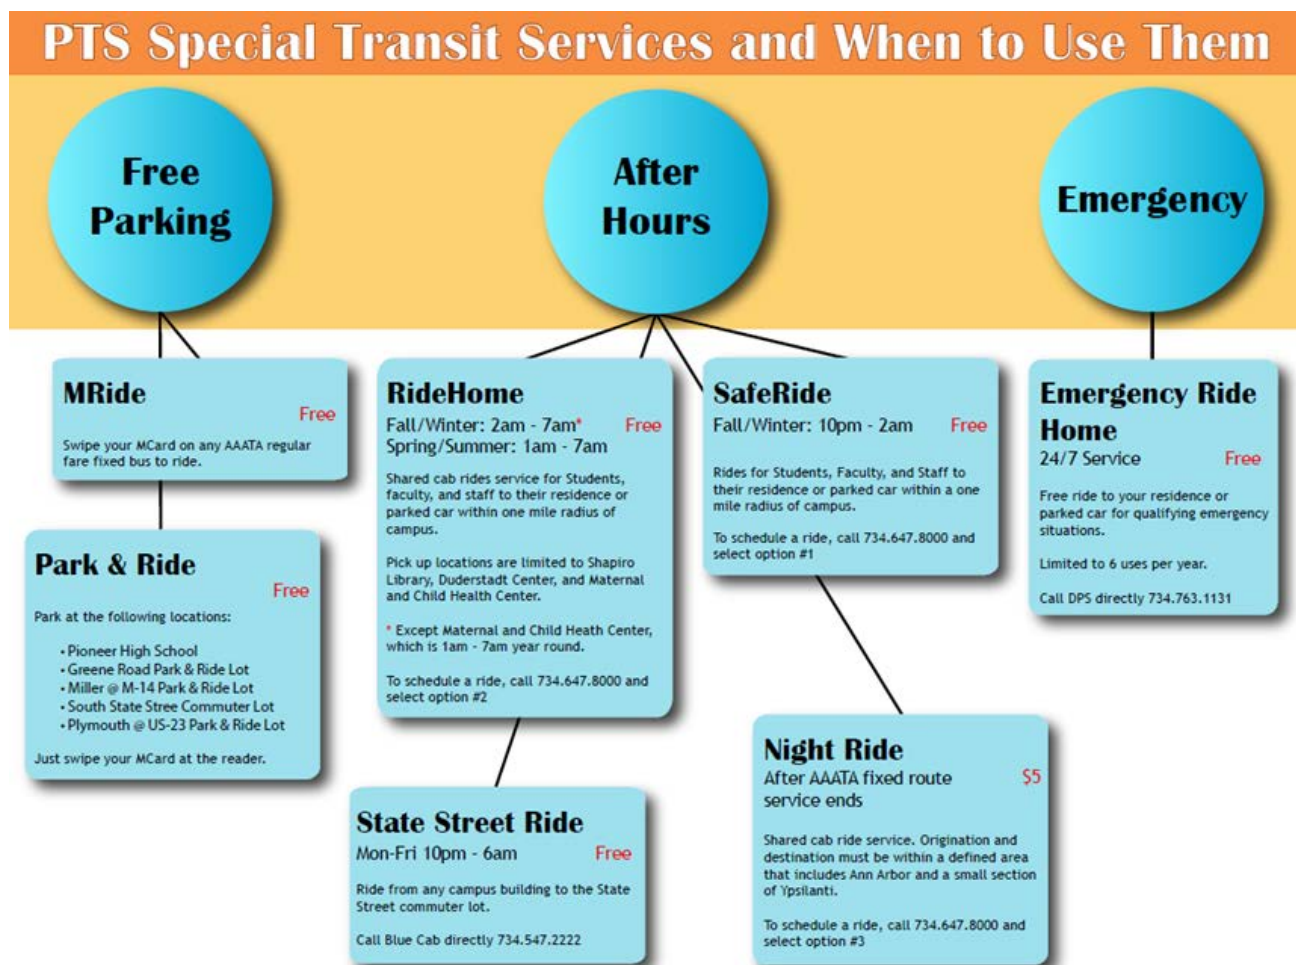 PTS Special Transit Services and When to Use Them
Free
Parking
After
Hours
Emergency
MRide
Free
Swipe your MCard on any AAATA regular
fare fixed bus to ride.
Park & Ride
Free
Park at the following locations:
• Pioneer High School
• Greene Road Park & Ride Lot
• Miller @ M-14 Park & Ride Lot
• South State Stree Commuter Lot
• Plymouth @ US-23 Park & Ride Lot
Just swipe your MCard at the reader.
RideHome
Fall/Winter: 2am - 7am* Free
Spring/Summer: 1am - 7am
Shared cab rides service for Students,
faculty, and staff to their residence or
parked car within one mile radius of
campus.
Pick up locations are limited to Shapiro
Library, Duderstadt Center, and Maternal
and Child Health Center.
* Except Maternal and Child Heath Center,
which is 1am - 7am year round.
To schedule a ride, call 734.647.8000 and
select option #2
State Street Ride
Mon-Fri 10pm - 6am Free
Ride from any campus building to the State
Street commuter lot.
Call Blue Cab directly 734.547.2222
SafeRide
Fall/Winter: 10pm - 2am Free
Rides for Students, Faculty, and Staff to
their residence or parked car within a one
mile radius of campus.
To schedule a ride, call 734.647.8000 and
select option #1
Night Ride
After AAATA fixed route $5
service ends
Shared cab ride service. Origination and
destination must be within a defined area
that includes Ann Arbor and a small section
of Ypsilanti.
To schedule a ride, call 734.647.8000 and
select option #3
Emergency Ride
Home
24/7 Service Free
Free ride to your residence or
parked car for qualifying emergency
situations.
Limited to 6 uses per year.
Call DPS directly 734.763.1131